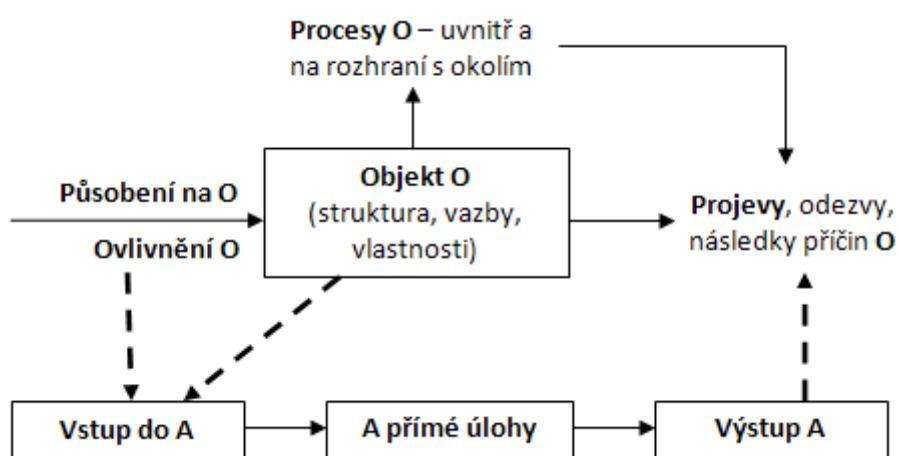 Procesy O – uvnitř a
na rozhraní s okolím
Působení na O
Ovlivnění O
Objekt O
(struktura, vazby,
vlastnosti)
Projevy, odezvy,
následky příčin O
Vstup do A
A přímé úlohy
Výstup A